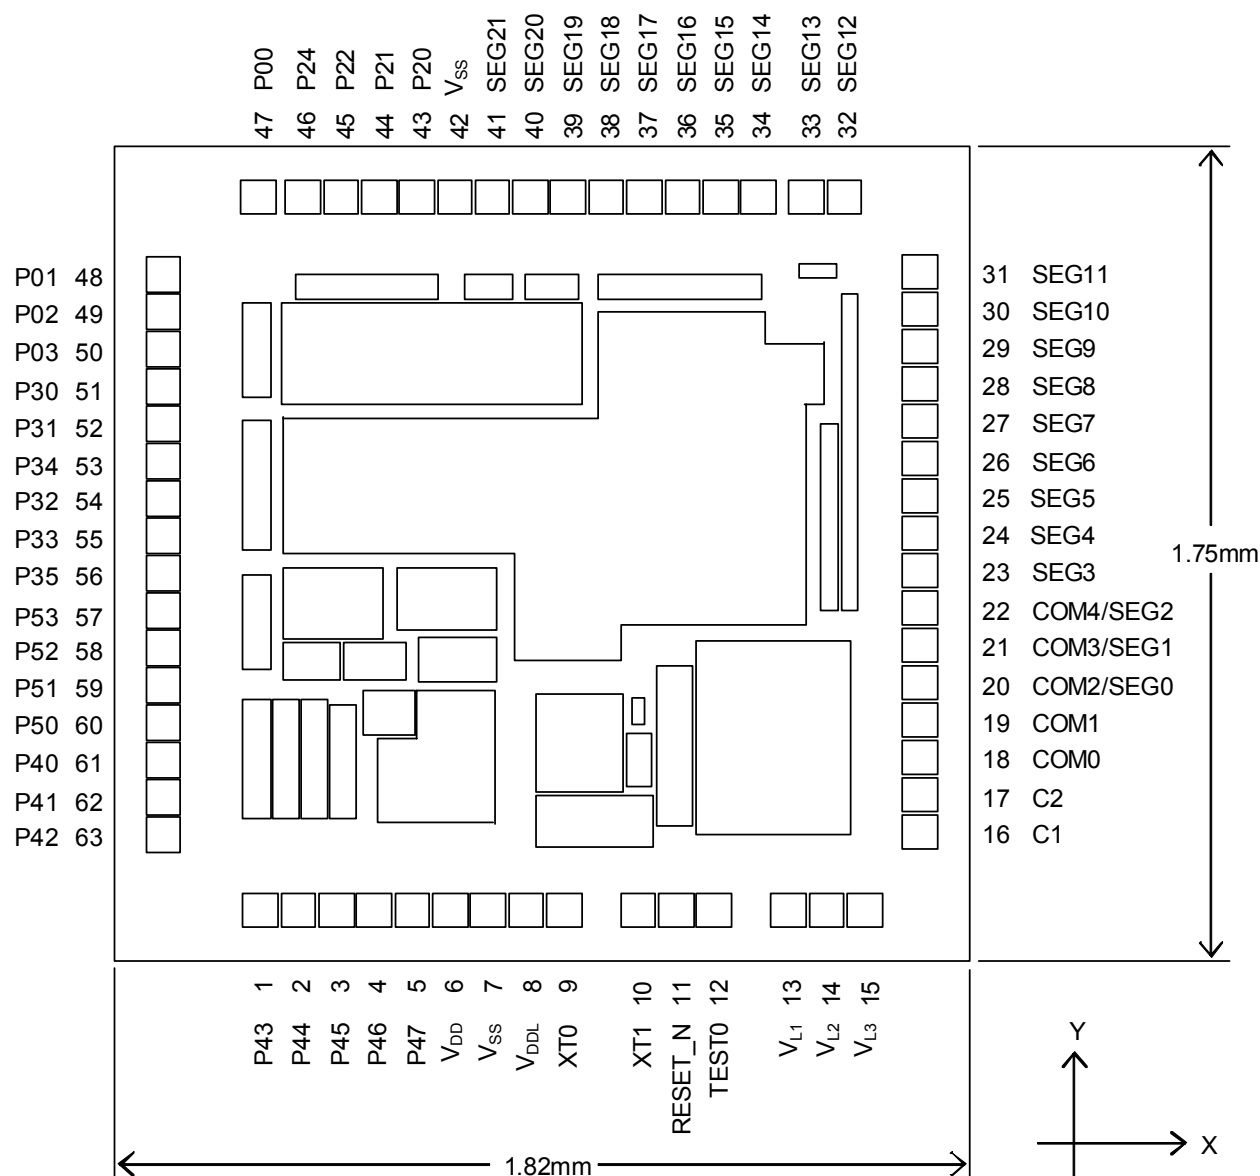 47 P00
46 P24
45 P22
44 P21
43 P20
42 VSS
41 SEG21
40 SEG20
39 SEG19
38 SEG18
37 SEG17
36 SEG16
35 SEG15
34 SEG14
33 SEG13
32 SEG12
P01 48
P02 49
P03 50
P30 51
P31 52
P34 53
P32 54
P33 55
P35 56
P53 57
P52 58
P51 59
P50 60
P40 61
P41 62
P42 63
31 SEG11
30 SEG10
29 SEG9
28 SEG8
27 SEG7
26 SEG6
25 SEG5
24 SEG4
23 SEG3
22 COM4/SEG2
21 COM3/SEG1
20 COM2/SEG0
19 COM1
18 COM0
17 C2
16 C1
1.75mm
P43 1
P44 2
P45 3
P46 4
P47 5
VDD 6
VSS 7
VDDL 8
XT0 9
XT1 10
RESET_N 11
TEST0 12
VL1 13
VL2 14
VL3 15
Y
X
1.82mm